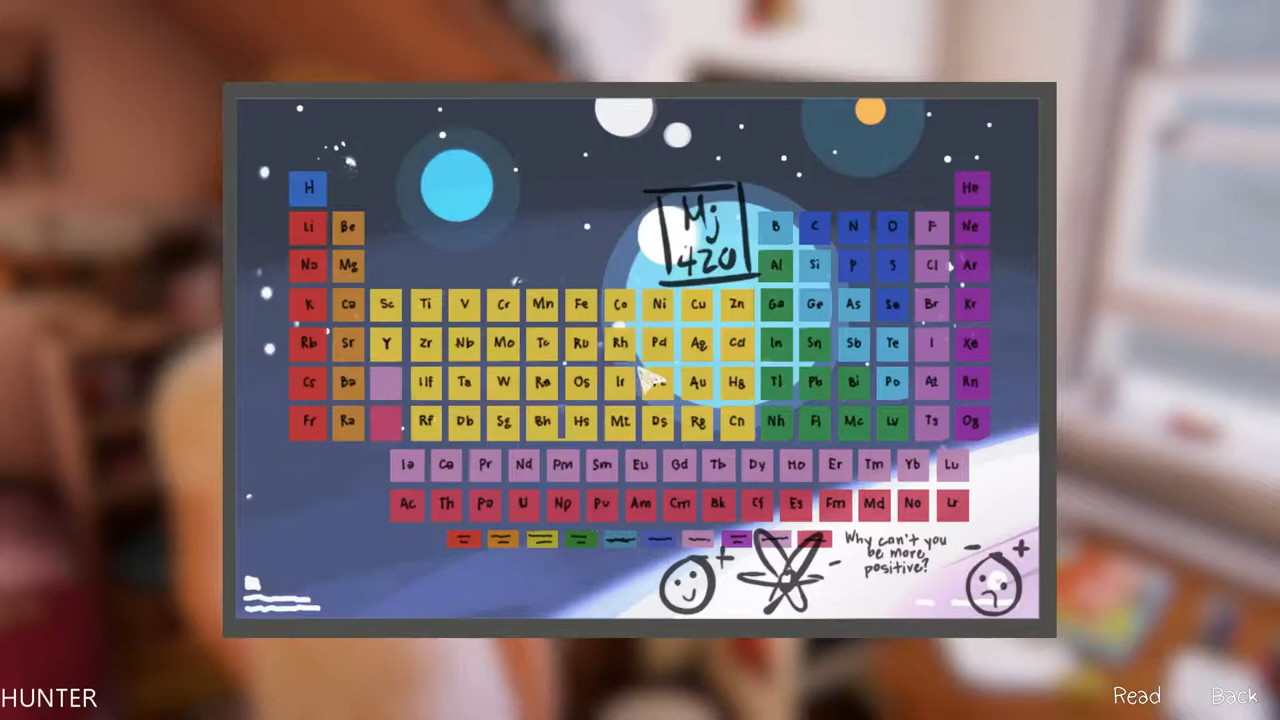 Mj
420
H He
Li Be B C N O F Ne
Na Mg Al Si P S Cl Ar
K Ca Sc Ti V Cr Mn Fe Co Ni Cu Zn Ga Ge As Se Br Kr
Rb Sr Y Zr Nb Mo Tc Ru Rh Pd Ag Cd In Sn Sb Te I Xe
Cs Ba Hf Ta W Re Os Ir Au Hg Tl Pb Bi Po At Rn
Fr Ra Rf Db Sg Bh Hs Mt Ds Rg Cn Nh Fl Mc Lv Ts Og
la Ce Pr Nd Pm Sm Eu Gd Tb Dy Ho Er Tm Yb Lu
Ac Th Pa U Np Pu Am Cm Bk Cf Es Fm Md No Lr
Why can't you
be more
positive?
+ - - +
HUNTER
Read Back